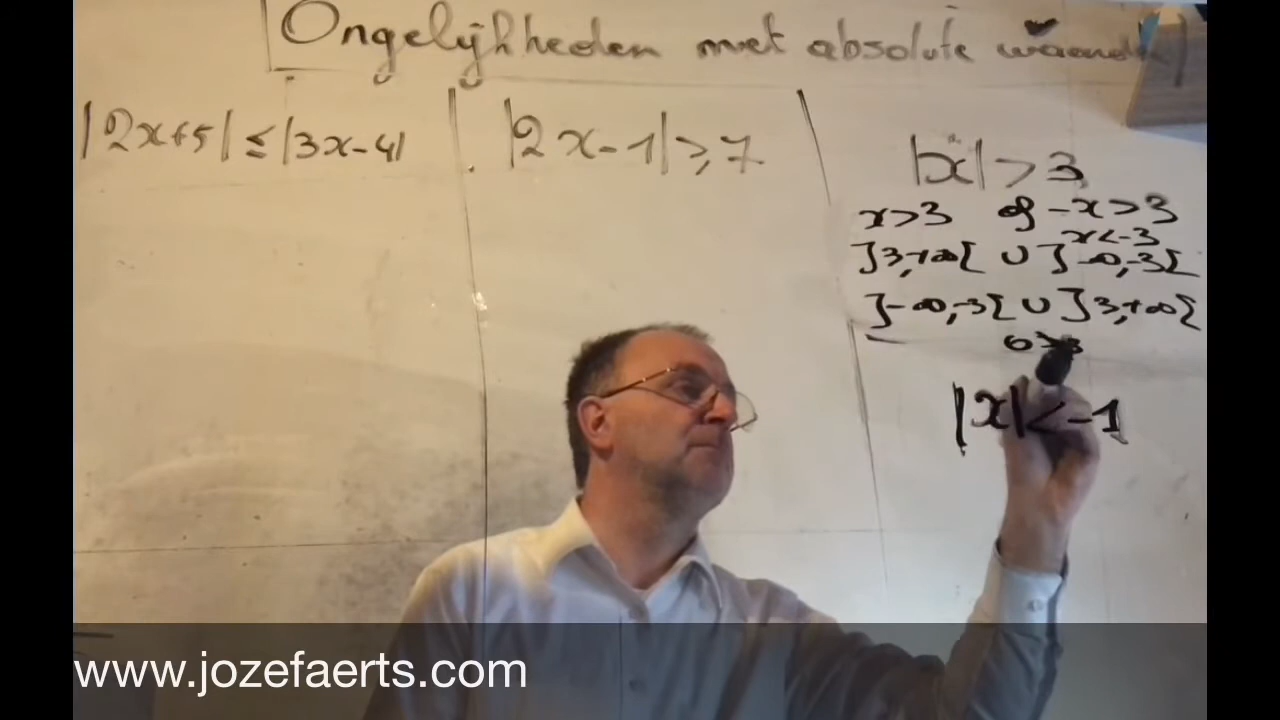 Ongelijkheden met absolute waarden
|2x+5| ≤ |3x-4|
|2x-1| ≥ 7
|x| > 3
x>3 of -x>3
x<-3
]3,+∞[ ∪ ]-∞,-3[
]-∞,-3[ ∪ ]3,+∞[
|x|<-1
www.jozefaerts.com